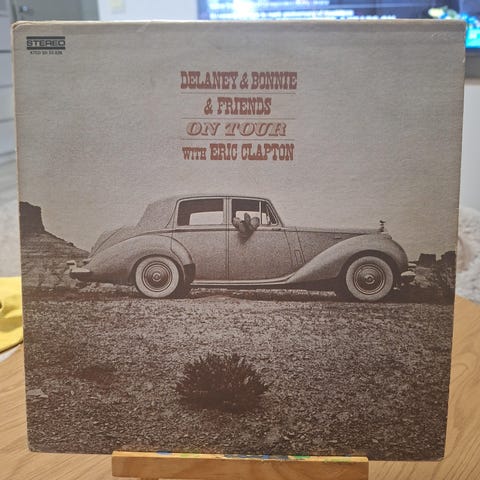 STEREO
DELANEY & BONNIE
& FRIENDS
ON TOUR
WITH ERIC CLAPTON